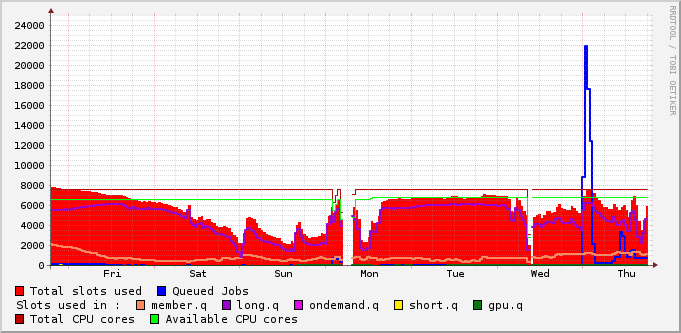 RRDTOOL / TOBI OETIKER
24000
22000
20000
18000
16000
14000
12000
10000
8000
6000
4000
2000
0
Fri Sat Sun Mon Tue Wed Thu
Total slots used Queued Jobs
Slots used in : member.q long.q ondemand.q short.q gpu.q
Total CPU cores Available CPU cores